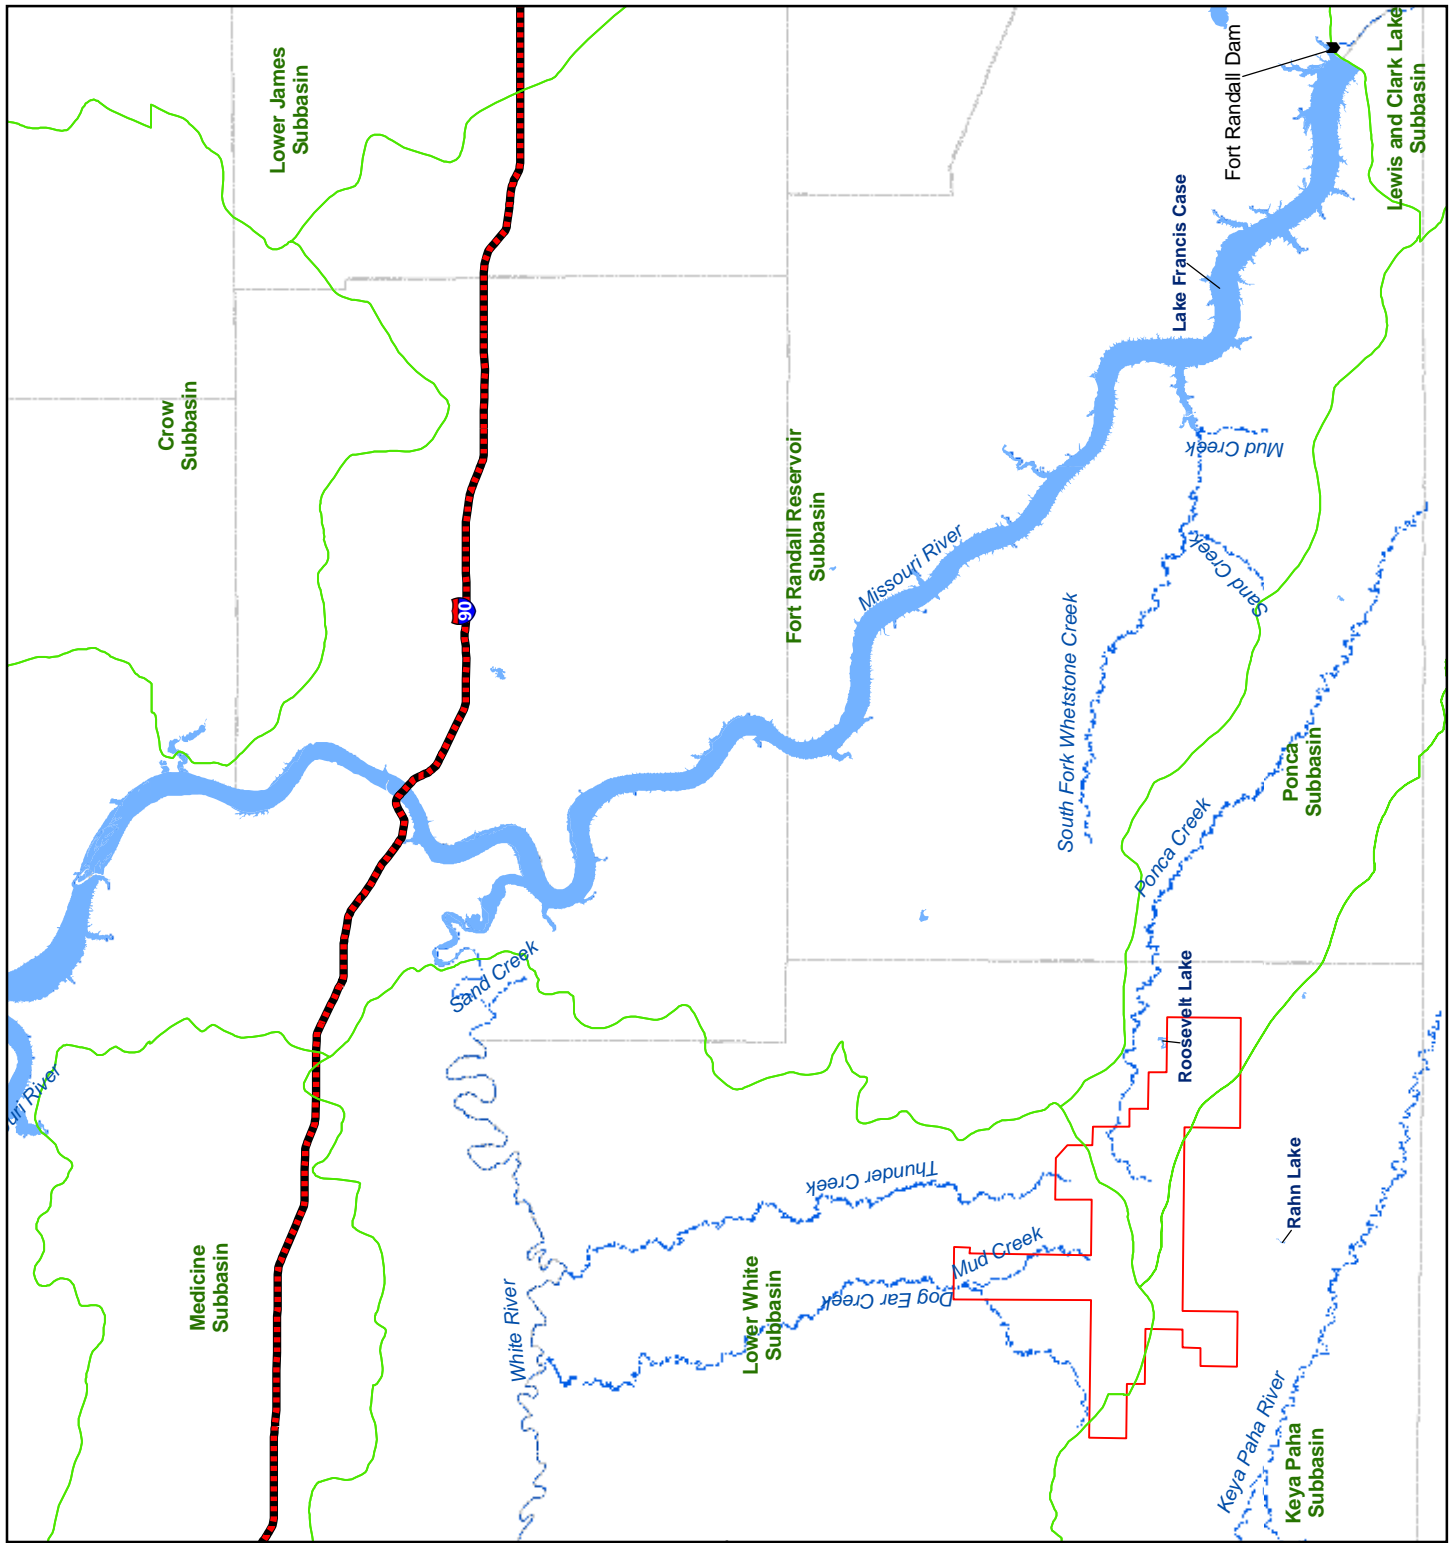 Lower James
Subbasin
Crow
Subbasin
Fort Randall Dam
Lewis and Clark Lake
Subbasin
Lake Francis Case
Mud Creek
Fort Randall Reservoir
Subbasin
90
Missouri River
Sand Creek
South Fork Whetstone Creek
Ponca
Subbasin
Ponca Creek
Sand Creek
Roosevelt Lake
uri River
Thunder Creek
Rahn Lake
Medicine
Subbasin
White River
Mud Creek
Dog Ear Creek
Lower White
Subbasin
Keya Paha River
Keya Paha
Subbasin